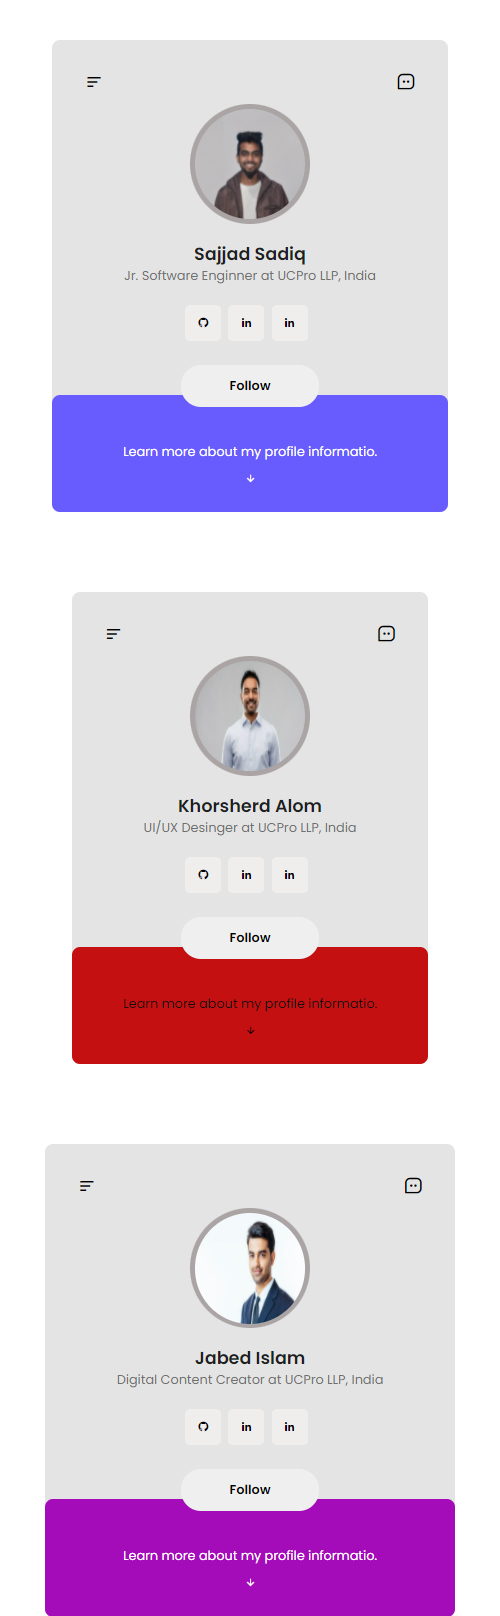 Sajjad Sadiq
Jr. Software Enginner at UCPro LLP, India
in in
Follow
Learn more about my profile informatio.
↓
Khorsherd Alom
UI/UX Desinger at UCPro LLP, India
in in
Follow
Learn more about my profile informatio.
↓
Jabed Islam
Digital Content Creator at UCPro LLP, India
in in
Follow
Learn more about my profile informatio.
↓